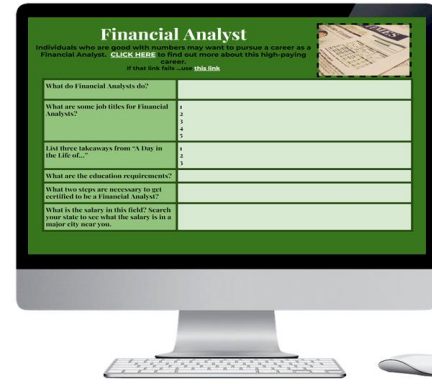 Financial Analyst
Individuals who are good with numbers may want to pursue a career as a
Financial Analyst. CLICK HERE to find out more about this high-paying
career.
If that link fails ...use this link
What do Financial Analysts do?
What are some job titles for Financial
Analysts?
1
2
3
4
5
List three takeaways from "A Day in
the Life of..."
1
2
3
What are the education requirements?
What two steps are necessary to get
certified to be a Financial Analyst?
What is the salary in this field? Search
your state to see what the salary is in a
major city near you.